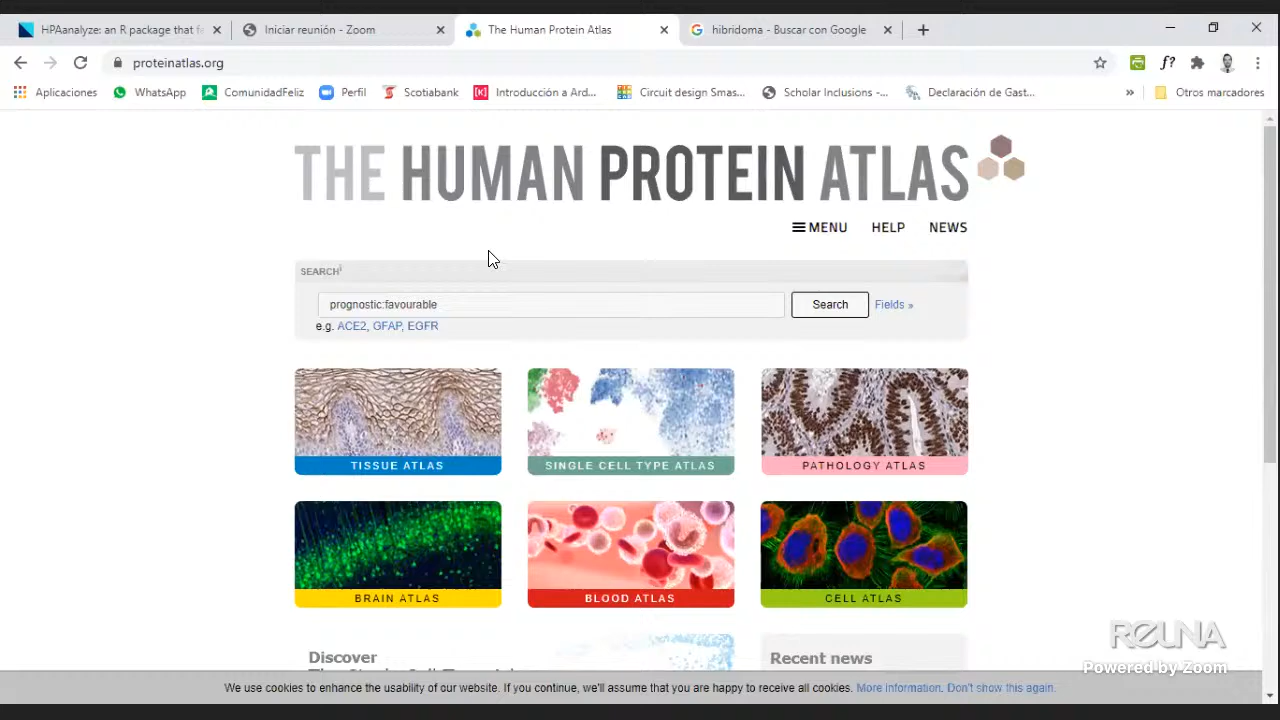 HPAanalyze: an R package that f
Iniciar reunión - Zoom
The Human Protein Atlas
hibridoma - Buscar con Google
proteinatlas.org
f?
Aplicaciones
WhatsApp
ComunidadFeliz
Perfil
Scotiabank
Introducción a Ard...
Circuit design Smas...
Scholar Inclusions -...
Declaración de Gast...
»
Otros marcadores
THE HUMAN PROTEIN ATLAS
MENU
HELP
NEWS
SEARCHi
prognostic:favourable
Search
Fields »
e.g. ACE2, GFAP, EGFR
TISSUE ATLAS
SINGLE CELL TYPE ATLAS
PATHOLOGY ATLAS
BRAIN ATLAS
BLOOD ATLAS
CELL ATLAS
Discover
Recent news
REUNA
Powered by Zoom
We use cookies to enhance the usability of our website. If you continue, we'll assume that you are happy to receive all cookies. More information. Don't show this again.